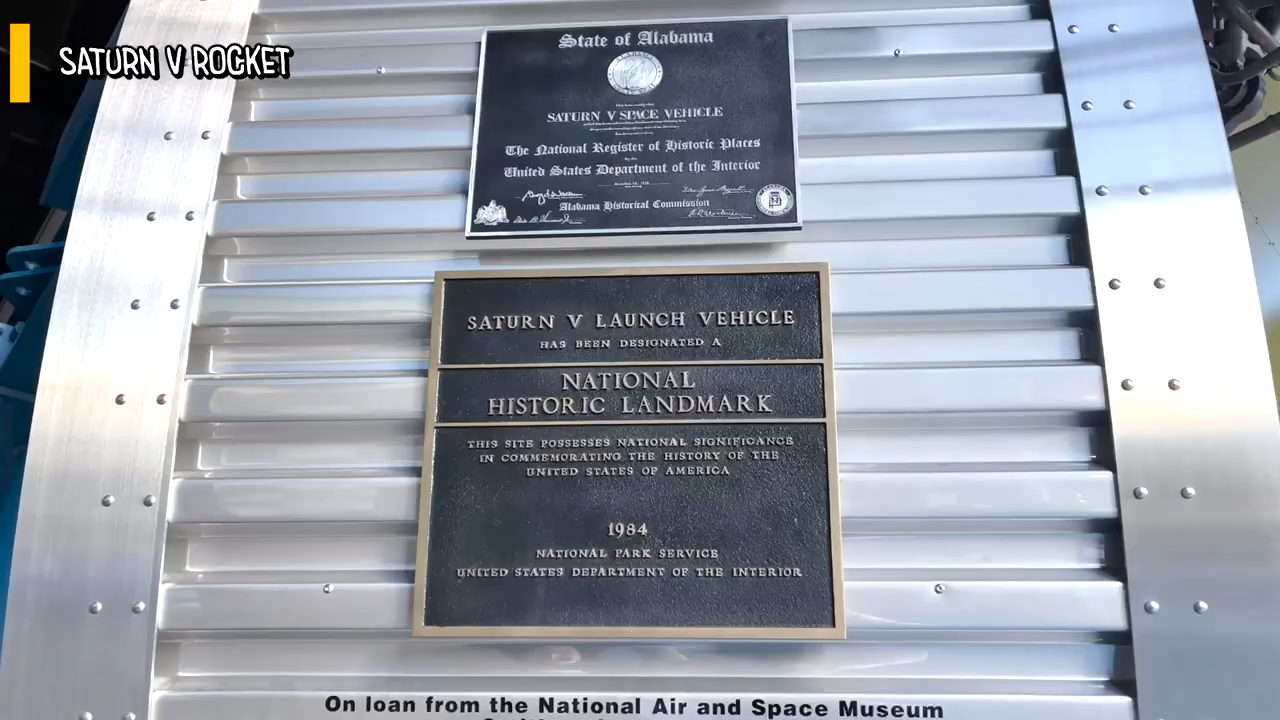 SATURN V ROCKET
State of Alabama
SATURN V SPACE VEHICLE
The National Register of Historic Places
by the
United States Department of the Interior
Alabama Historical Commission
SATURN V LAUNCH VEHICLE
HAS BEEN DESIGNATED A
NATIONAL
HISTORIC LANDMARK
THIS SITE POSSESSES NATIONAL SIGNIFICANCE
IN COMMEMORATING THE HISTORY OF THE
UNITED STATES OF AMERICA
1984
NATIONAL PARK SERVICE
UNITED STATES DEPARTMENT OF THE INTERIOR
On loan from the National Air and Space Museum